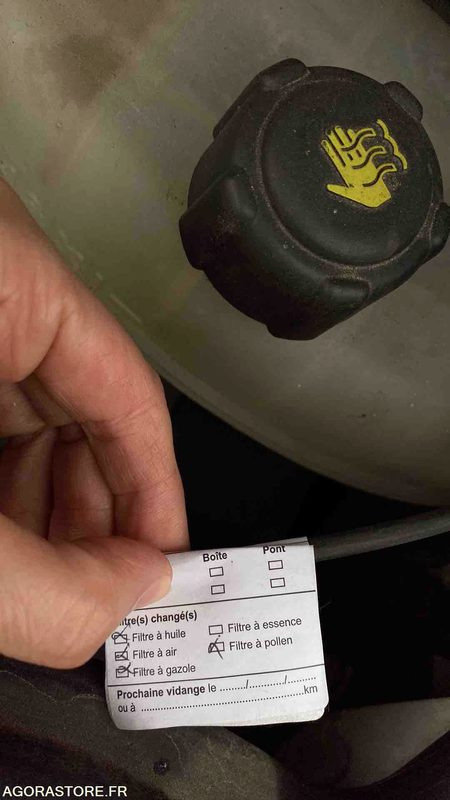 Boîte Pont
ltre(s) changé(s)
Filtre à huile Filtre à essence
Filtre à air Filtre à pollen
Filtre à gazole
Prochaine vidange le ........./.........../.........
ou à ......................................................km
AGORASTORE.FR